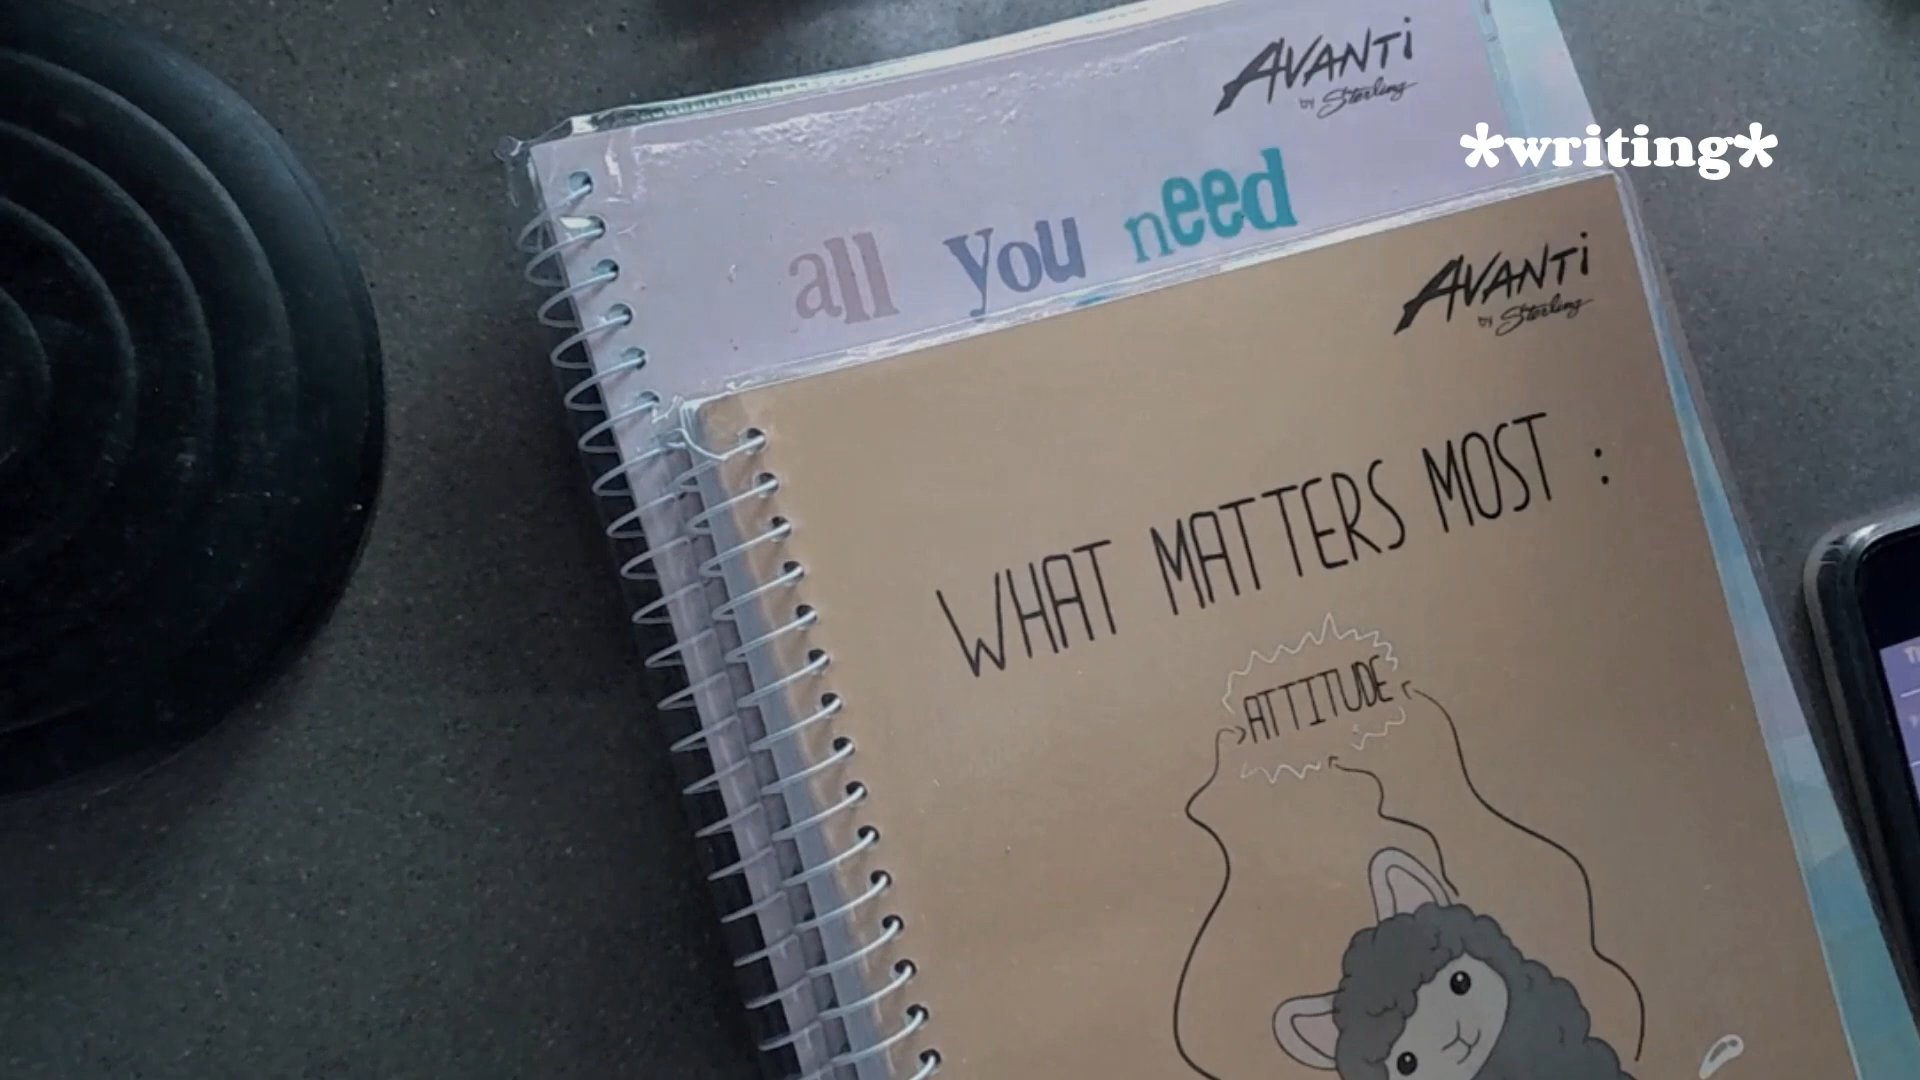 AVANTi
by Sterling
*writing*
all you need
AVANTi
by Sterling
WHAT MATTERS MOST :
ATTITUDE